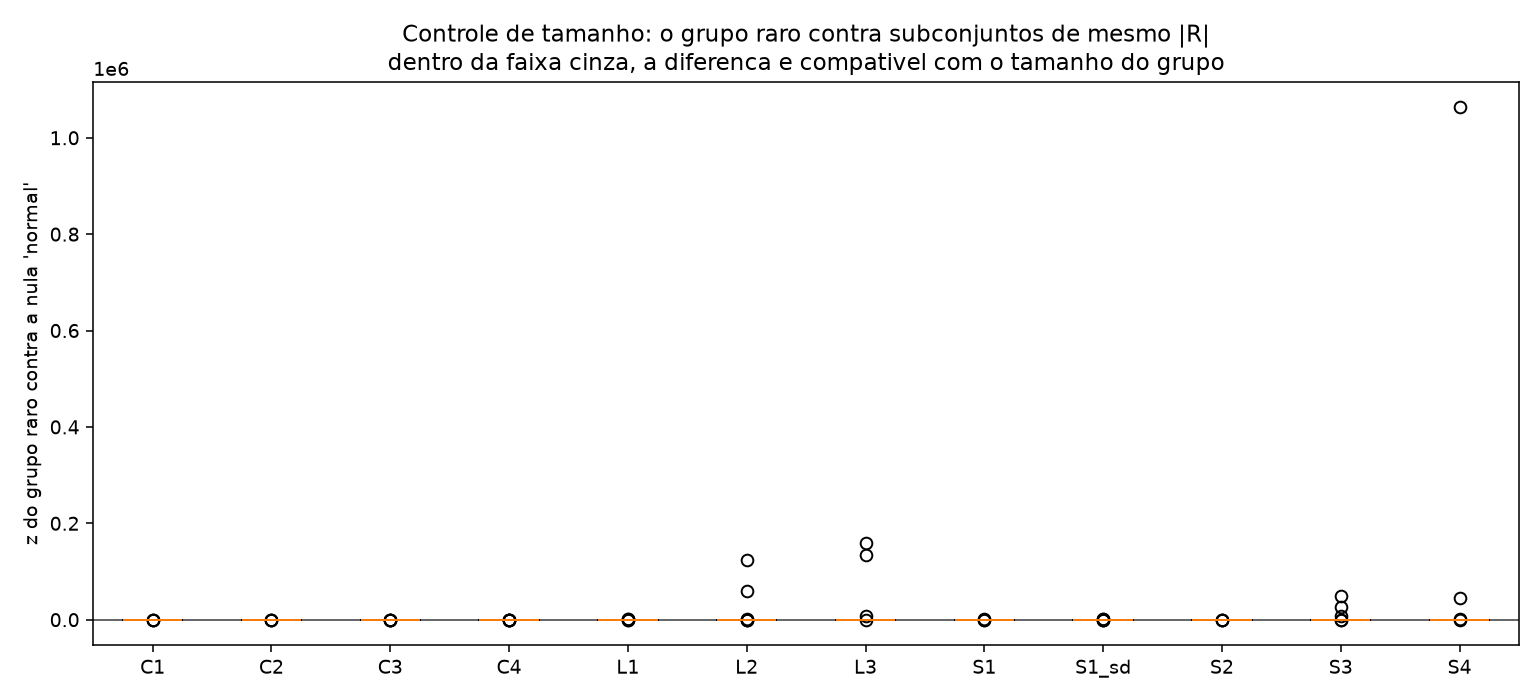 Controle de tamanho: o grupo raro contra subconjuntos de mesmo |R|
dentro da faixa cinza, a diferenca e compativel com o tamanho do grupo
1e6
z do grupo raro contra a nula 'normal'
1.0
0.8
0.6
0.4
0.2
0.0
C1 C2 C3 C4 L1 L2 L3 S1 S1_sd S2 S3 S4